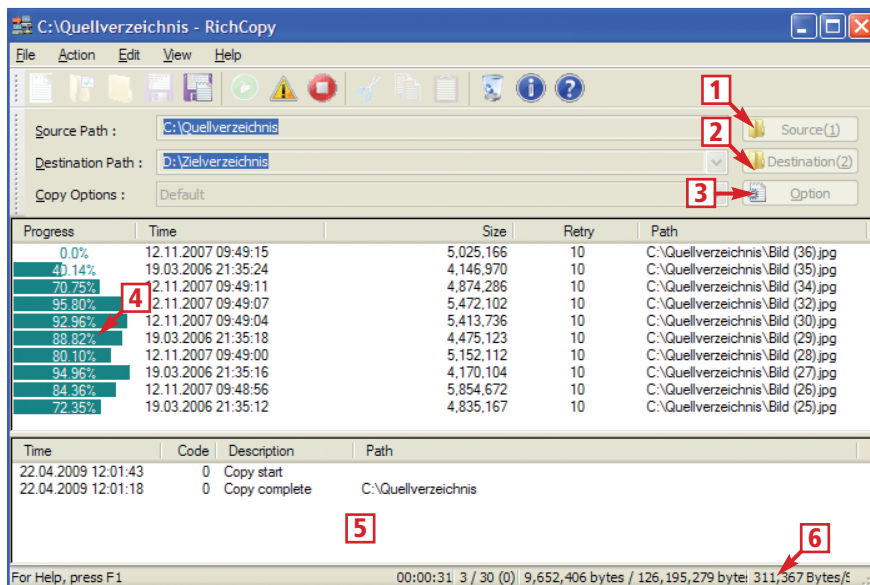 C:\Quellverzeichnis - RichCopy
File Action Edit View Help
1
Source Path : C:\Quellverzeichnis Source(1)
2
Destination Path : D:\Zielverzeichnis Destination(2)
3
Copy Options : Default Option
Progress Time Size Retry Path
0.0% 12.11.2007 09:49:15 5,025,166 10 C:\Quellverzeichnis\Bild (36).jpg
40.14% 19.03.2006 21:35:24 4,146,970 10 C:\Quellverzeichnis\Bild (35).jpg
70.75% 12.11.2007 09:49:11 4,874,286 10 C:\Quellverzeichnis\Bild (34).jpg
95.80% 12.11.2007 09:49:07 5,472,102 10 C:\Quellverzeichnis\Bild (32).jpg
4
92.96% 12.11.2007 09:49:04 5,413,736 10 C:\Quellverzeichnis\Bild (30).jpg
88.82% 19.03.2006 21:35:18 4,475,123 10 C:\Quellverzeichnis\Bild (29).jpg
80.10% 12.11.2007 09:49:00 5,152,112 10 C:\Quellverzeichnis\Bild (28).jpg
94.96% 19.03.2006 21:35:16 4,170,104 10 C:\Quellverzeichnis\Bild (27).jpg
84.36% 12.11.2007 09:48:56 5,854,672 10 C:\Quellverzeichnis\Bild (26).jpg
72.35% 19.03.2006 21:35:12 4,835,167 10 C:\Quellverzeichnis\Bild (25).jpg
Time Code Description Path
22.04.2009 12:01:43 0 Copy start
22.04.2009 12:01:18 0 Copy complete C:\Quellverzeichnis
5
6
For Help, press F1 00:00:31 3 / 30 (0) 9,652,406 bytes / 126,195,279 byte 311,367 Bytes/S